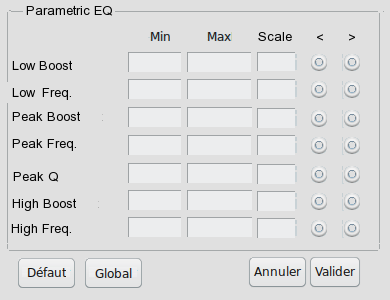 Parametric EQ
Min Max Scale < >
Low Boost
Low Freq.
Peak Boost :
Peak Freq.
Peak Q
High Boost :
High Freq.
Défaut Global Annuler Valider